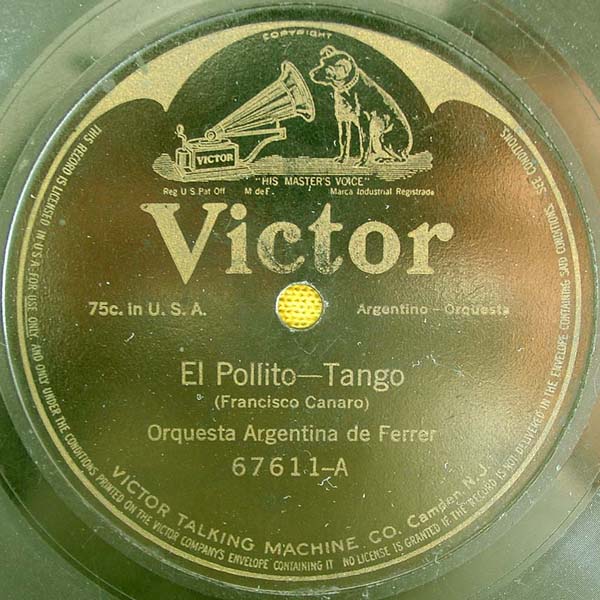 COPYRIGHT
VICTOR
"HIS MASTER'S VOICE"
Reg U S Pat Off M de F. Marca Industrial Registrada
Victor
75c. in U. S. A. Argentino - Orquesta
El Pollito—Tango
(Francisco Canaro)
Orquesta Argentina de Ferrer
67611-A
VICTOR TALKING MACHINE CO. Camden N.J.
THIS RECORD IS LICENSED IN U.S.A. FOR USE ONLY, AND ONLY UNDER THE CONDITIONS PRINTED ON THE VICTOR COMPANY'S ENVELOPE CONTAINING IT NO LICENSE IS GRANTED IF THE RECORD IS NOT DELIVERED IN THE ENVELOPE CONTAINING SAID CONDITIONS. SEE CONDITIONS.